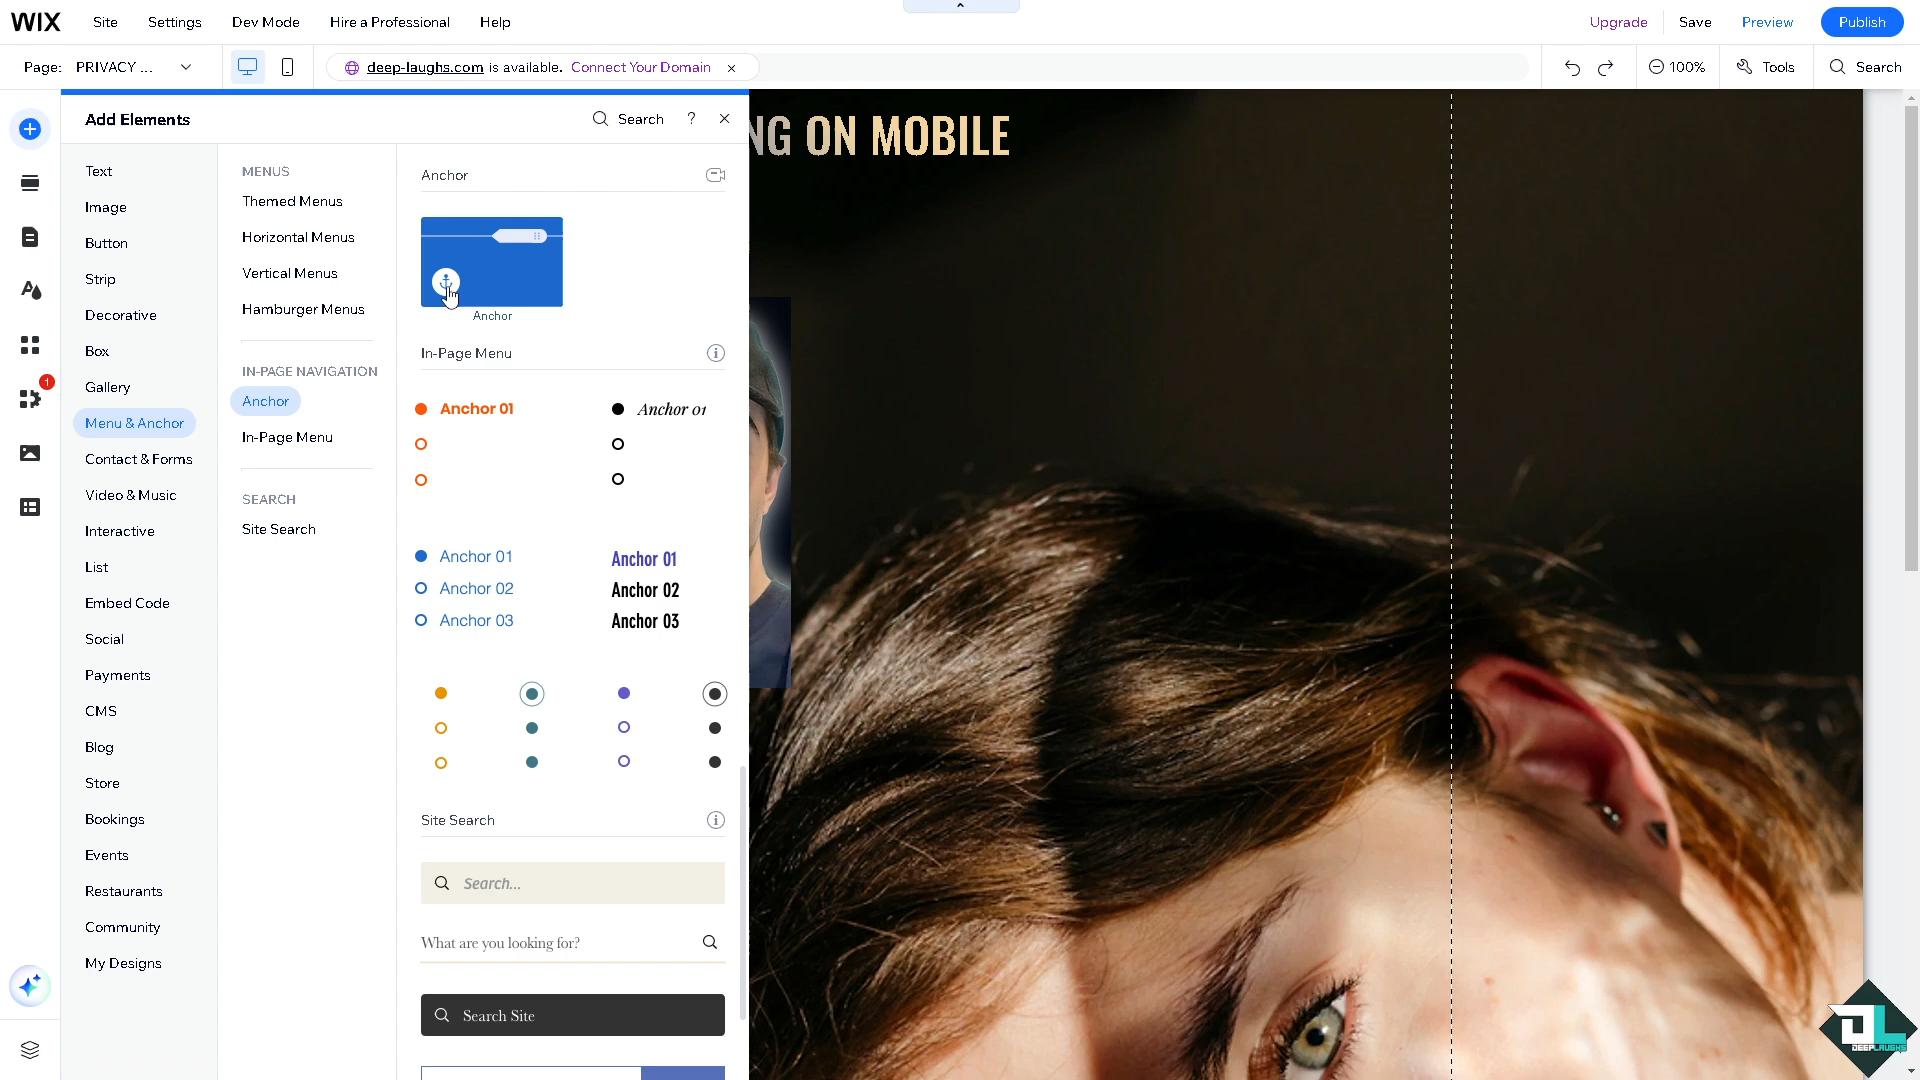 WIX
Site
Settings
Dev Mode
Hire a Professional
Help
Upgrade
Save
Preview
Publish
Page: PRIVACY ...
deep-laughs.com is available. Connect Your Domain
100%
Tools
Search
Add Elements
Search
?
1
Text
Image
Button
Strip
Decorative
Box
Gallery
Menu & Anchor
Contact & Forms
Video & Music
Interactive
List
Embed Code
Social
Payments
CMS
Blog
Store
Bookings
Events
Restaurants
Community
My Designs
MENUS
Themed Menus
Horizontal Menus
Vertical Menus
Hamburger Menus
IN-PAGE NAVIGATION
Anchor
In-Page Menu
SEARCH
Site Search
Anchor
Anchor
In-Page Menu
Anchor 01
Anchor 01
Anchor 01
Anchor 02
Anchor 03
Anchor 01
Anchor 02
Anchor 03
Site Search
Search...
What are you looking for?
Search Site
NG ON MOBILE
DL
DEEPLAUGHS